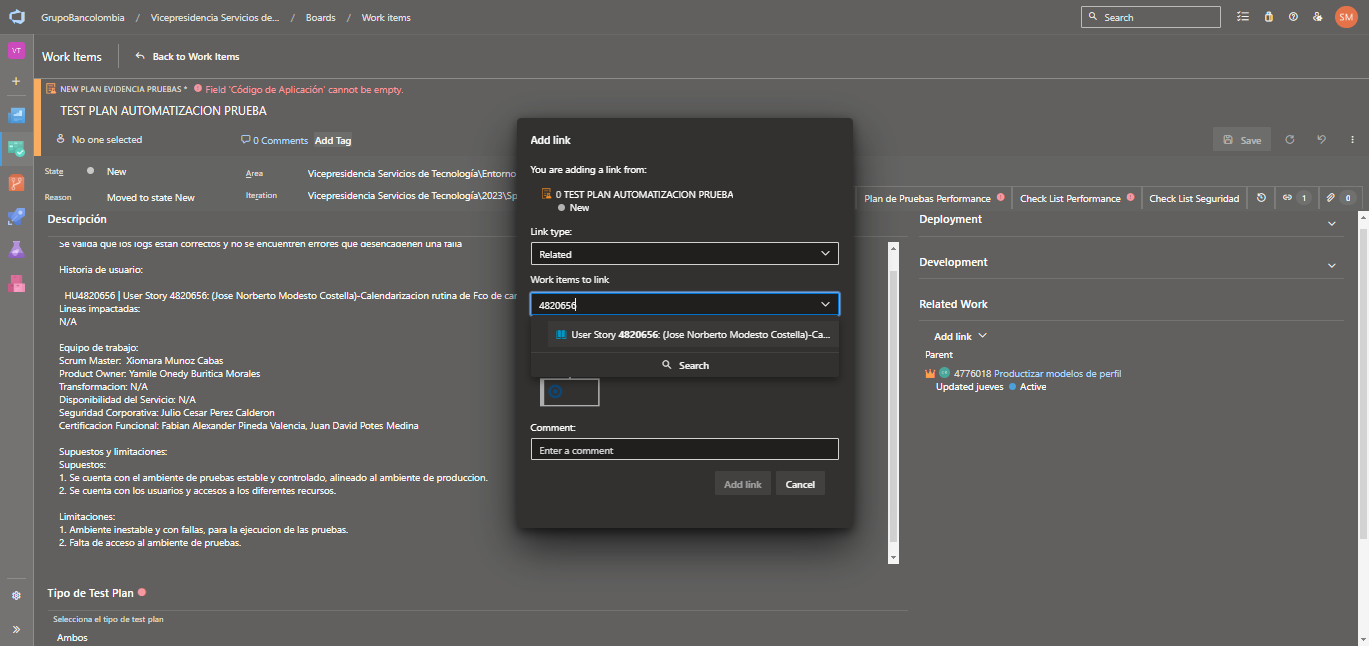 GrupoBancolombia / Vicepresidencia Servicios de... / Boards / Work items
Search
SM
VT
Work Items
Back to Work Items
NEW PLAN EVIDENCIA PRUEBAS * Field 'Código de Aplicación' cannot be empty.
TEST PLAN AUTOMATIZACION PRUEBA
No one selected
0 Comments
Add Tag
Save
State
New
Area
Vicepresidencia Servicios de Tecnología\Entorno
Reason
Moved to state New
Iteration
Vicepresidencia Servicios de Tecnología\2023\Sp
Plan de Pruebas Performance
Check List Performance
Check List Seguridad
1
0
Descripción
Se valida que los logs estan correctos y no se encuentren errores que desencadenen una falla
Historia de usuario:
HU4820656 | User Story 4820656: (Jose Norberto Modesto Costella)-Calendarizacion rutina de Fco de car
Lineas impactadas:
N/A
Equipo de trabajo:
Scrum Master: Xiomara Munoz Cabas
Product Owner: Yamile Onedy Buritica Morales
Transformacion: N/A
Disponibilidad del Servicio: N/A
Seguridad Corporativa: Julio Cesar Perez Calderon
Certificacion Funcional: Fabian Alexander Pineda Valencia, Juan David Potes Medina
Supuestos y limitaciones:
Supuestos:
1. Se cuenta con el ambiente de pruebas estable y controlado, alineado al ambiente de produccion.
2. Se cuenta con los usuarios y accesos a los diferentes recursos.
Limitaciones:
1. Ambiente inestable y con fallas, para la ejecucion de las pruebas.
2. Falta de acceso al ambiente de pruebas.
Tipo de Test Plan
Selecciona el tipo de test plan
Ambos
Add link
You are adding a link from:
0 TEST PLAN AUTOMATIZACION PRUEBA
New
Link type:
Related
Work items to link
4820656
User Story 4820656: (Jose Norberto Modesto Costella)-Ca...
Search
Comment:
Enter a comment
Add link
Cancel
Deployment
Development
Related Work
Add link
Parent
4776018 Productizar modelos de perfil
Updated jueves Active